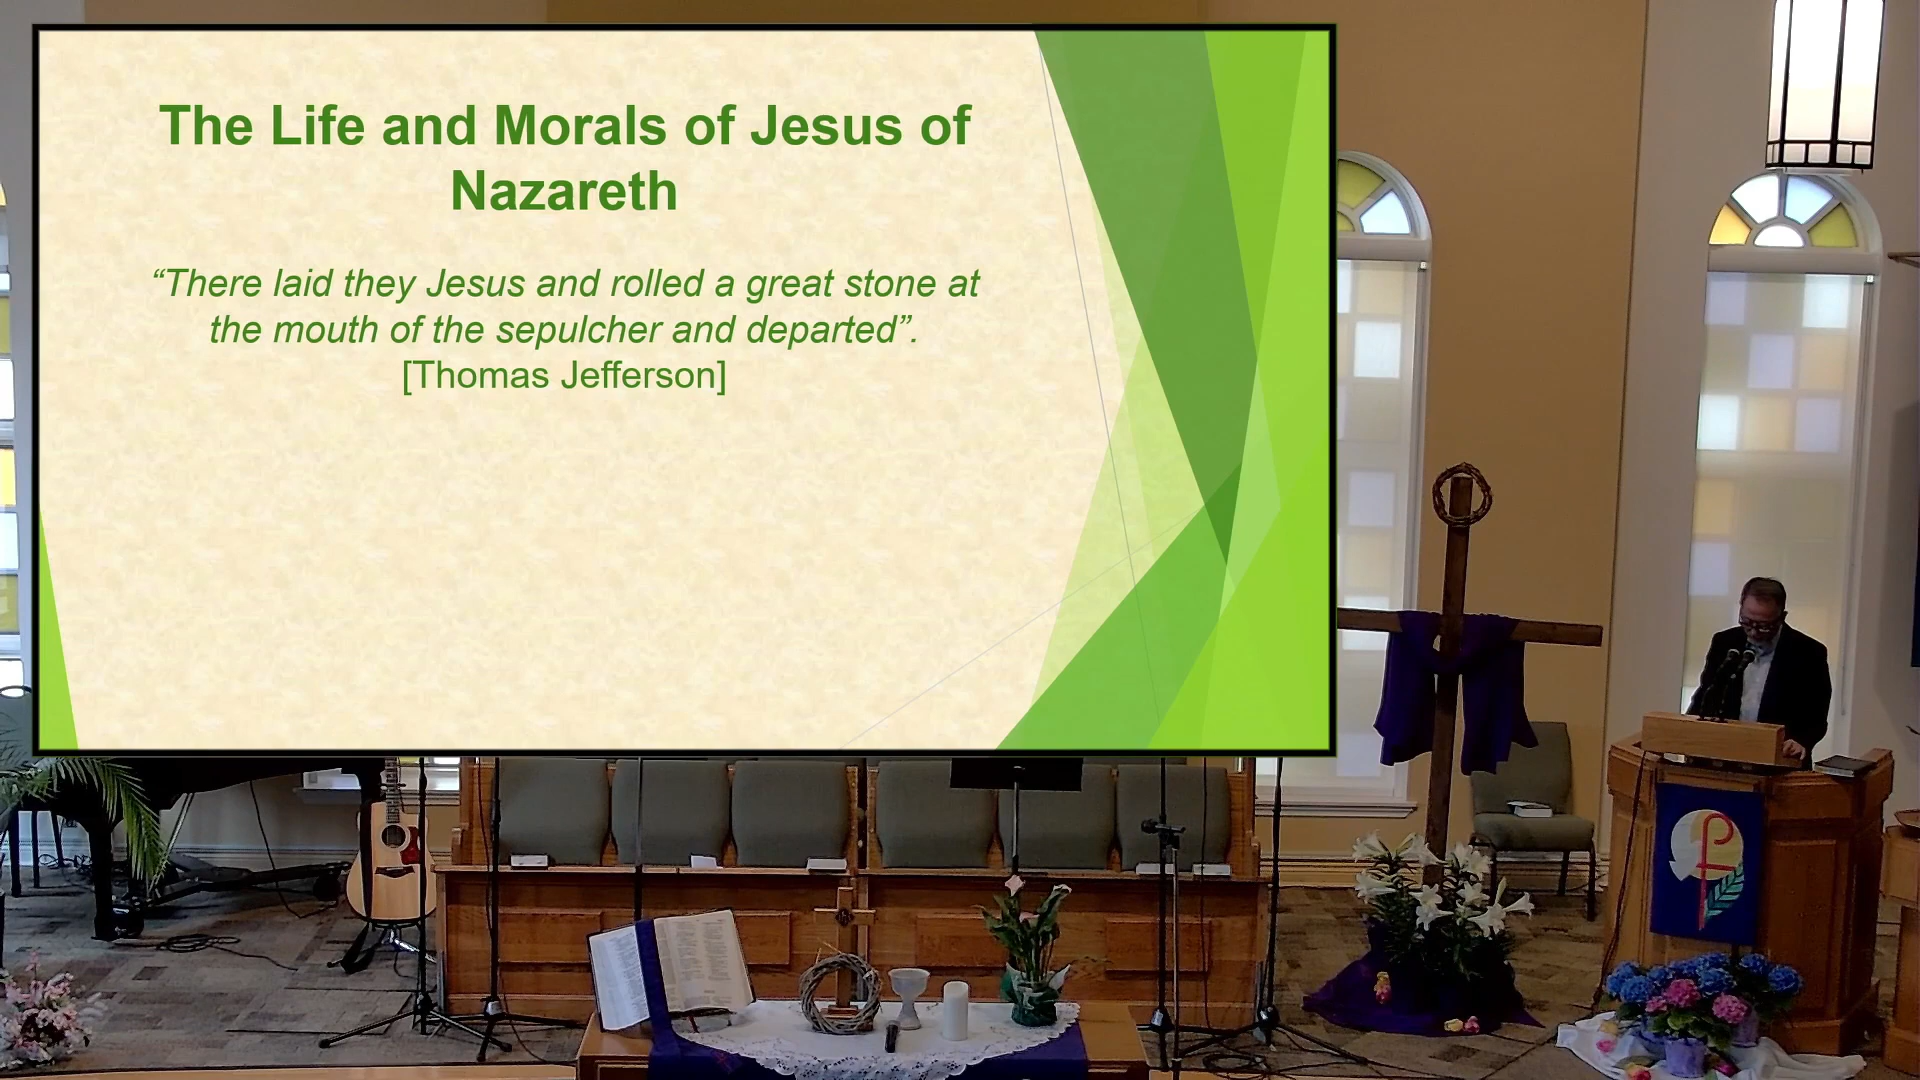 The Life and Morals of Jesus of
Nazareth
“There laid they Jesus and rolled a great stone at
the mouth of the sepulcher and departed”.
[Thomas Jefferson]